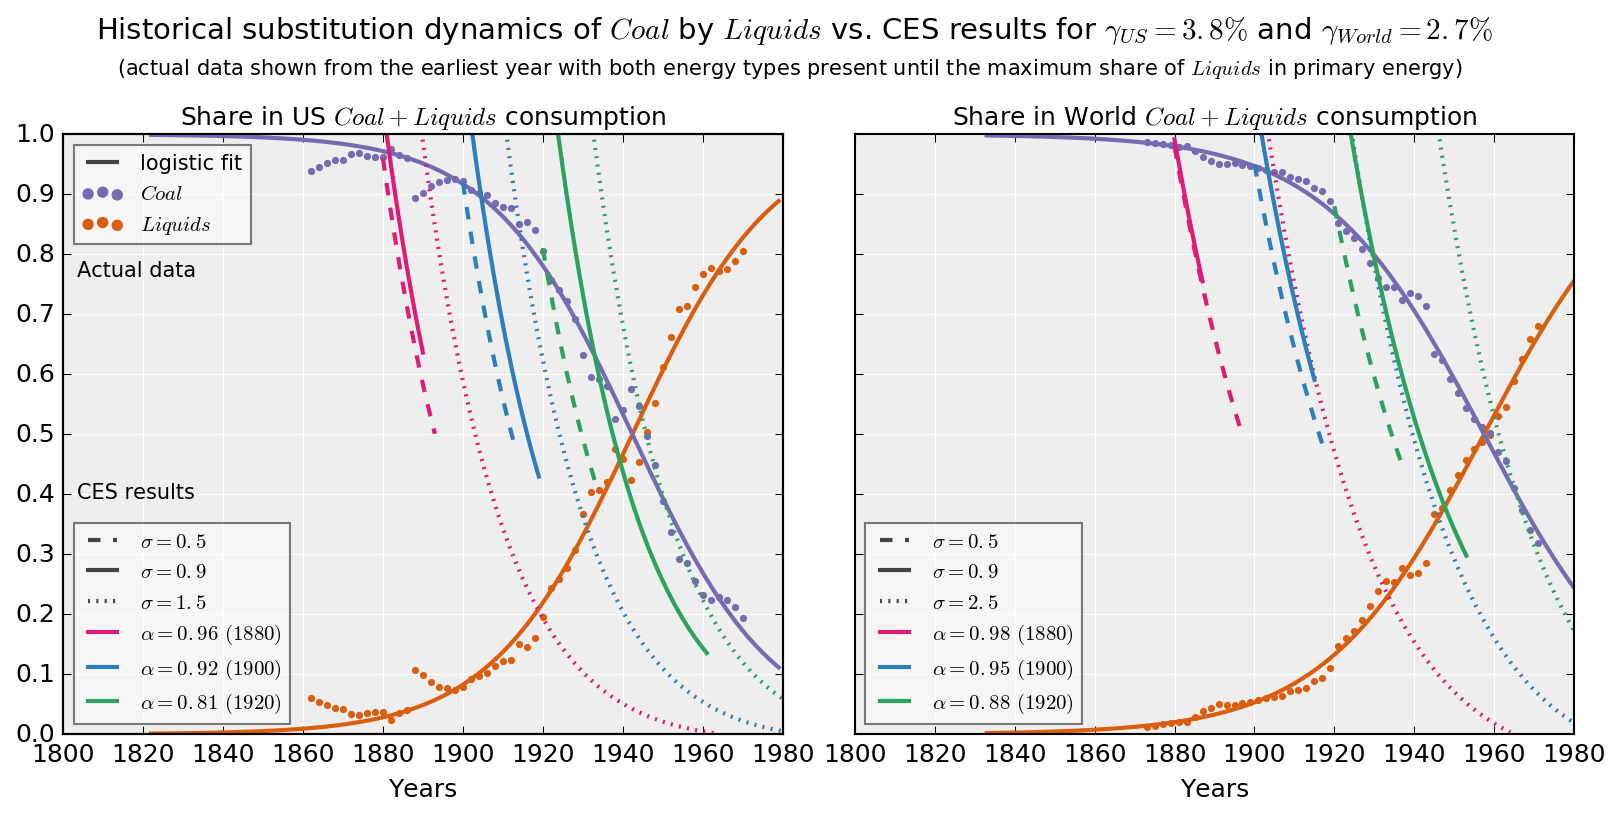 Historical substitution dynamics of Coal by Liquids vs. CES results for γ_US = 3.8% and γ_World = 2.7%
(actual data shown from the earliest year with both energy types present until the maximum share of Liquids in primary energy)
Share in US Coal + Liquids consumption
1.0
0.9
0.8
0.7
0.6
0.5
0.4
0.3
0.2
0.1
0.0
logistic fit
Coal
Liquids
Actual data
CES results
σ = 0.5
σ = 0.9
σ = 1.5
α = 0.96 (1880)
α = 0.92 (1900)
α = 0.81 (1920)
1800 1820 1840 1860 1880 1900 1920 1940 1960 1980
Years
Share in World Coal + Liquids consumption
σ = 0.5
σ = 0.9
σ = 2.5
α = 0.98 (1880)
α = 0.95 (1900)
α = 0.88 (1920)
1800 1820 1840 1860 1880 1900 1920 1940 1960 1980
Years